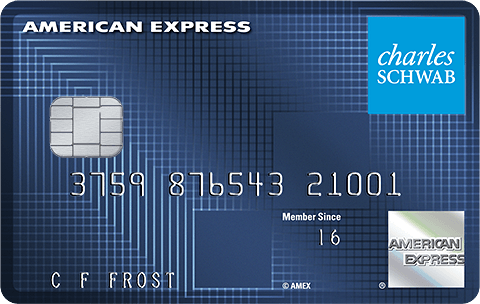 AMERICAN EXPRESS
charles
SCHWAB
3759 876543 21001
Member Since
16
AMERICAN
EXPRESS
C F FROST
© AMEX
®